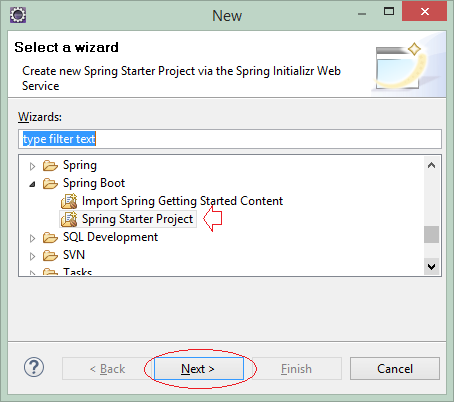 New
Select a wizard
Create new Spring Starter Project via the Spring Initializr Web
Service
Wizards:
type filter text
Spring
Spring Boot
Import Spring Getting Started Content
Spring Starter Project
SQL Development
SVN
Tasks
?
< Back
Next >
Finish
Cancel